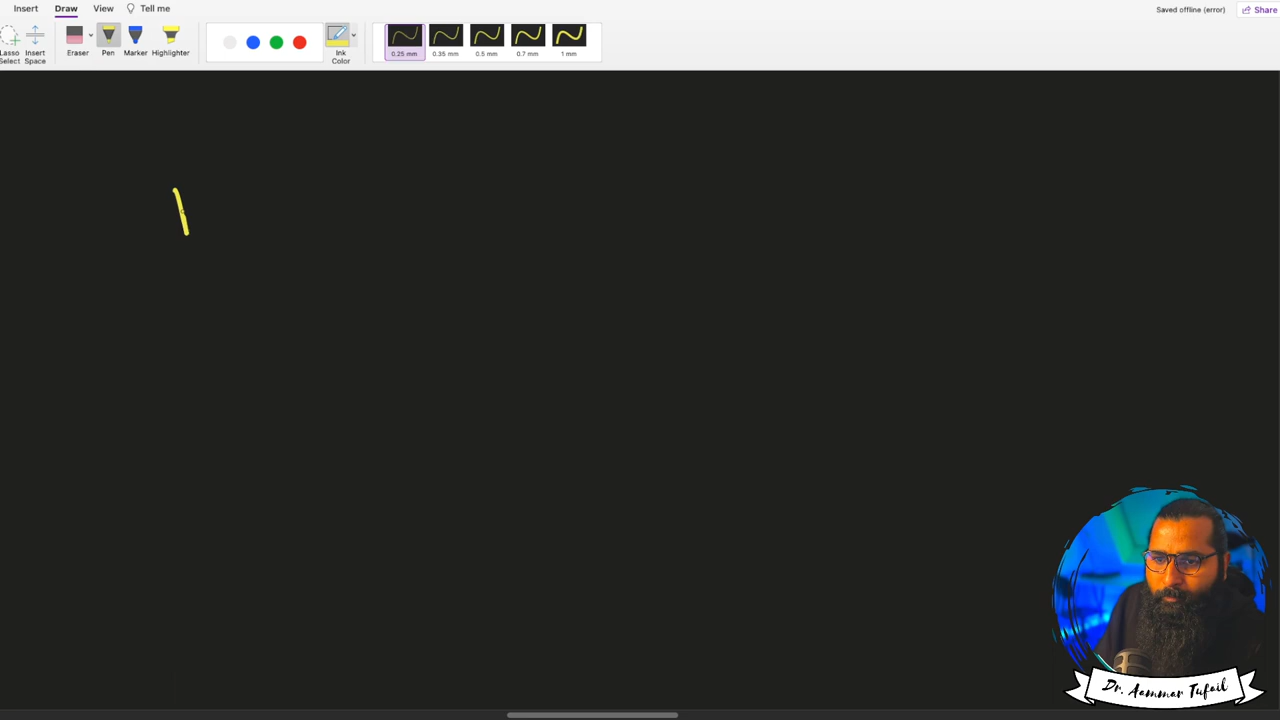 Insert Draw View Tell me Saved offline (error) Share
Lasso Select Insert Space Eraser Pen Marker Highlighter Ink Color 0.25 mm 0.35 mm 0.5 mm 0.7 mm 1 mm
Dr. Aammar Tufail